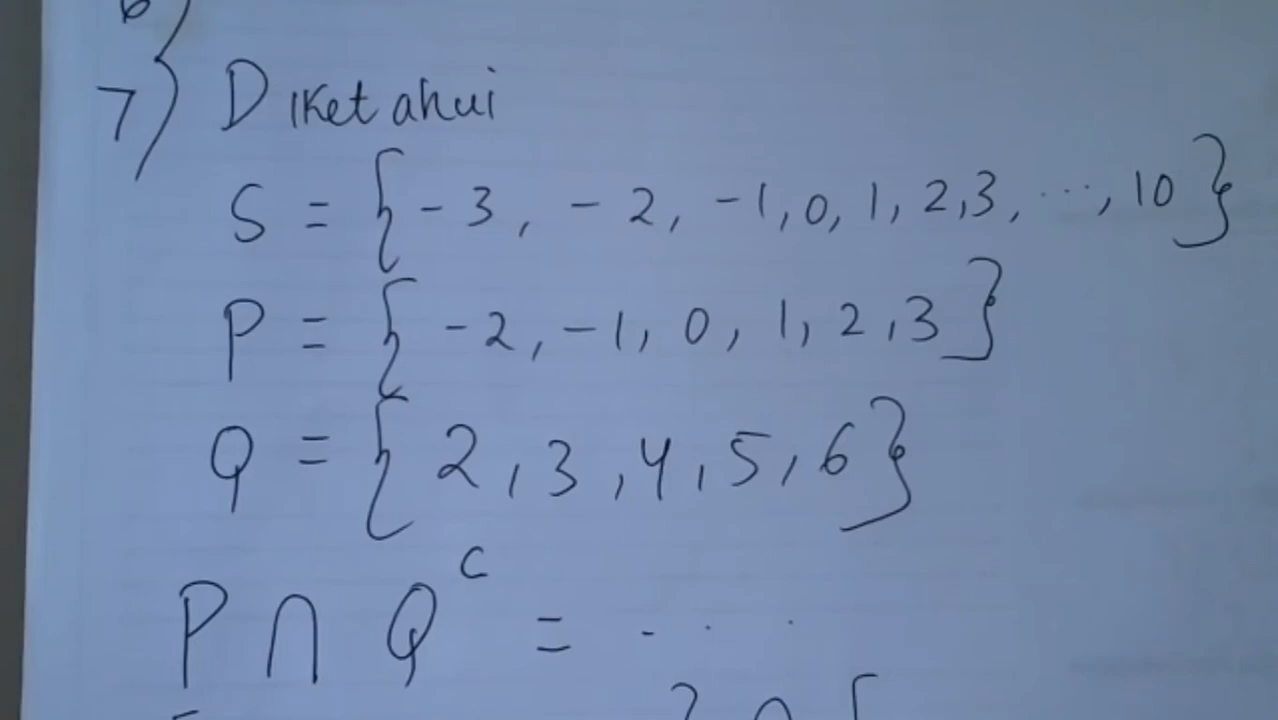 6)
7) Diketahui
S = { -3, -2, -1, 0, 1, 2, 3, ..., 10 }
P = { -2, -1, 0, 1, 2, 3 }
Q = { 2, 3, 4, 5, 6 }
P ∩ Q^c = ...